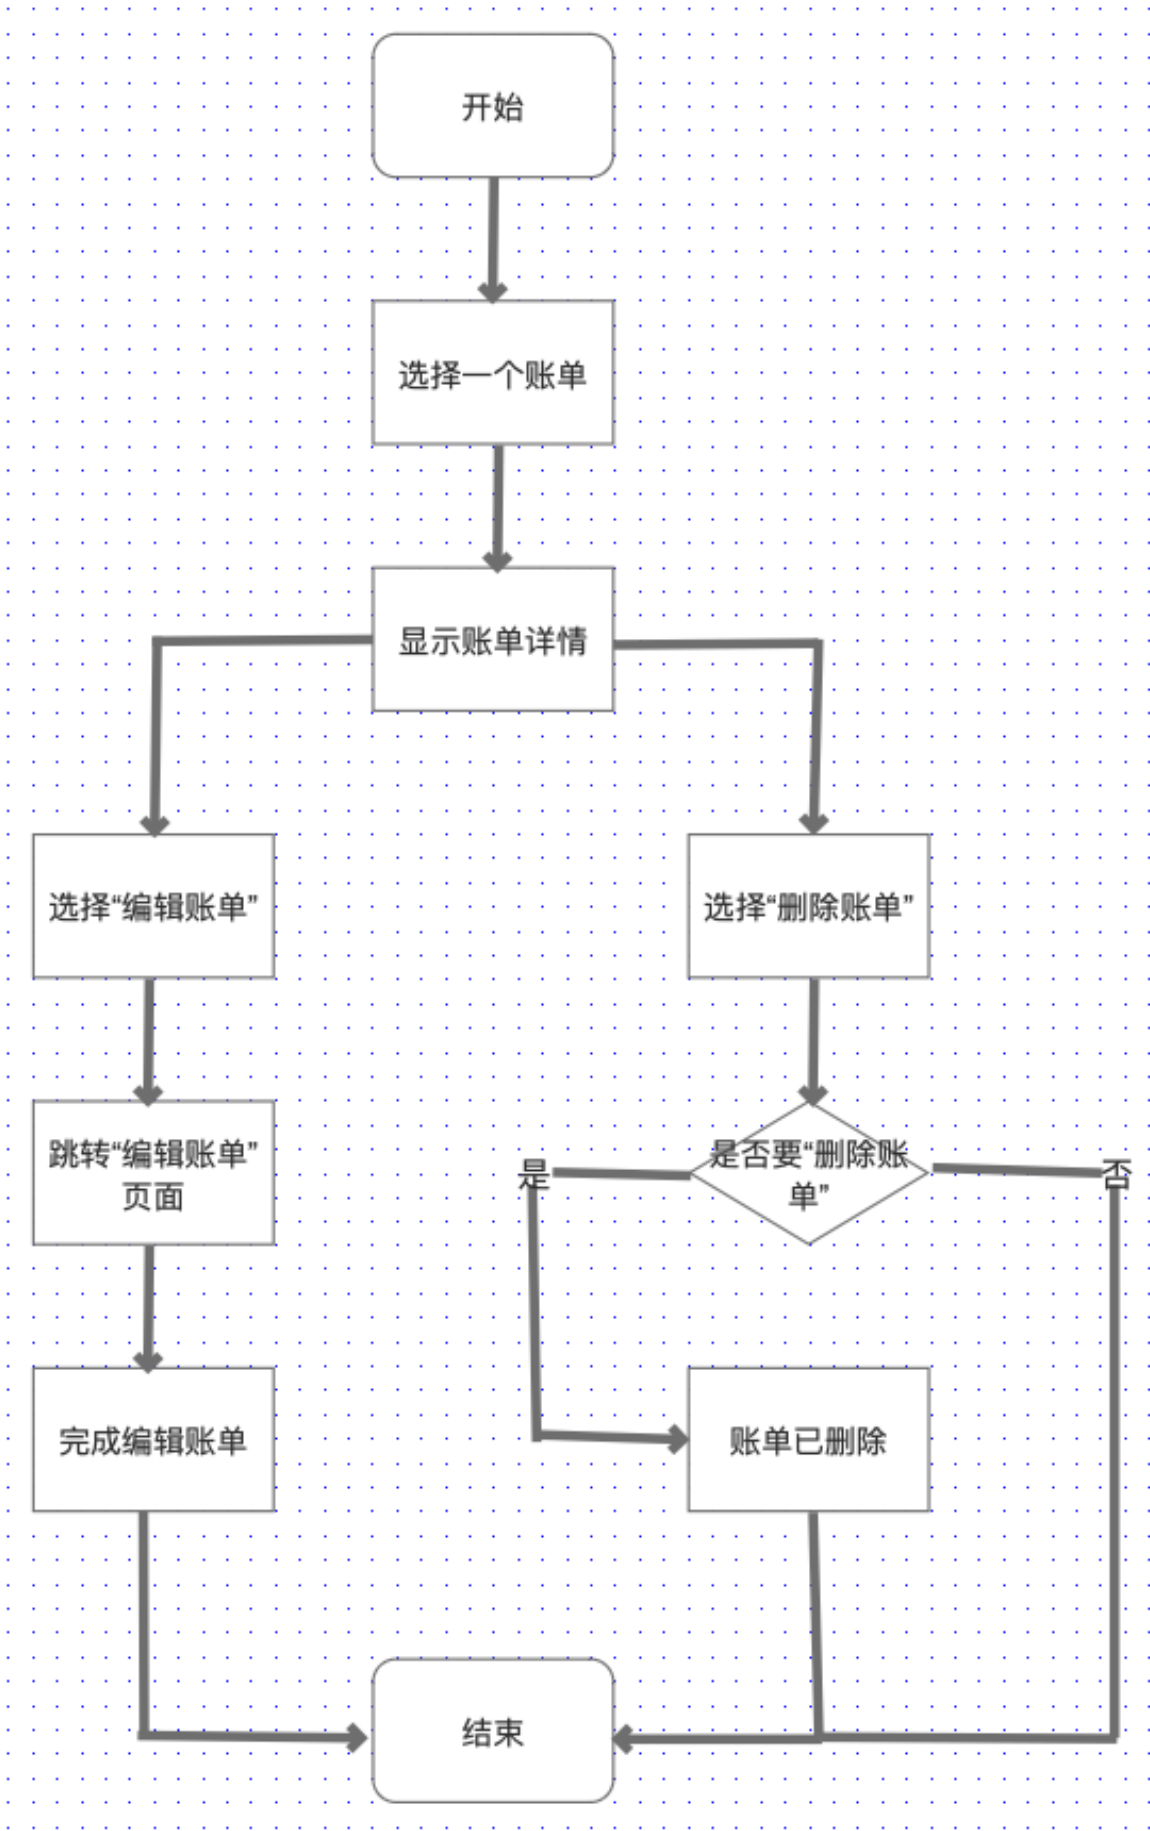 开始
选择一个账单
显示账单详情
选择“编辑账单”
选择“删除账单”
跳转“编辑账单”
页面
是
是否要“删除账
单”
否
完成编辑账单
账单已删除
结束